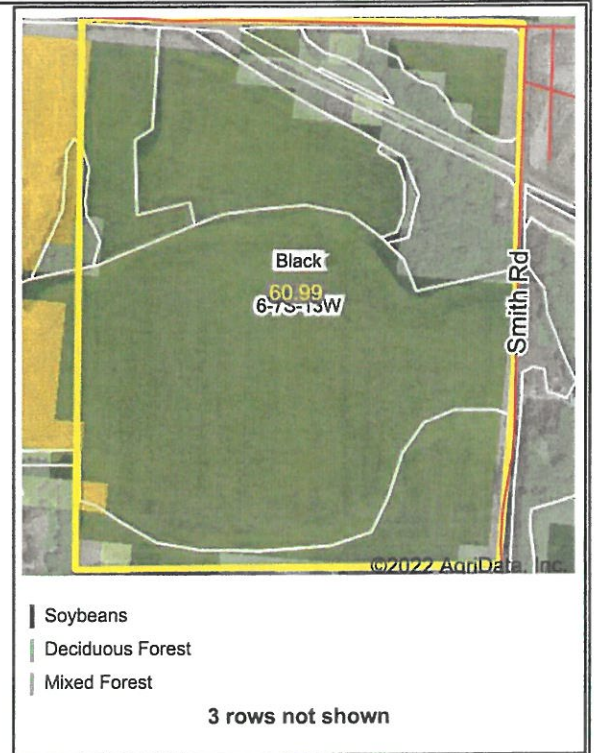 Black
60.99
6-7S-13W
Smith Rd
©2022 AgriData, Inc.
Soybeans
Deciduous Forest
Mixed Forest
3 rows not shown